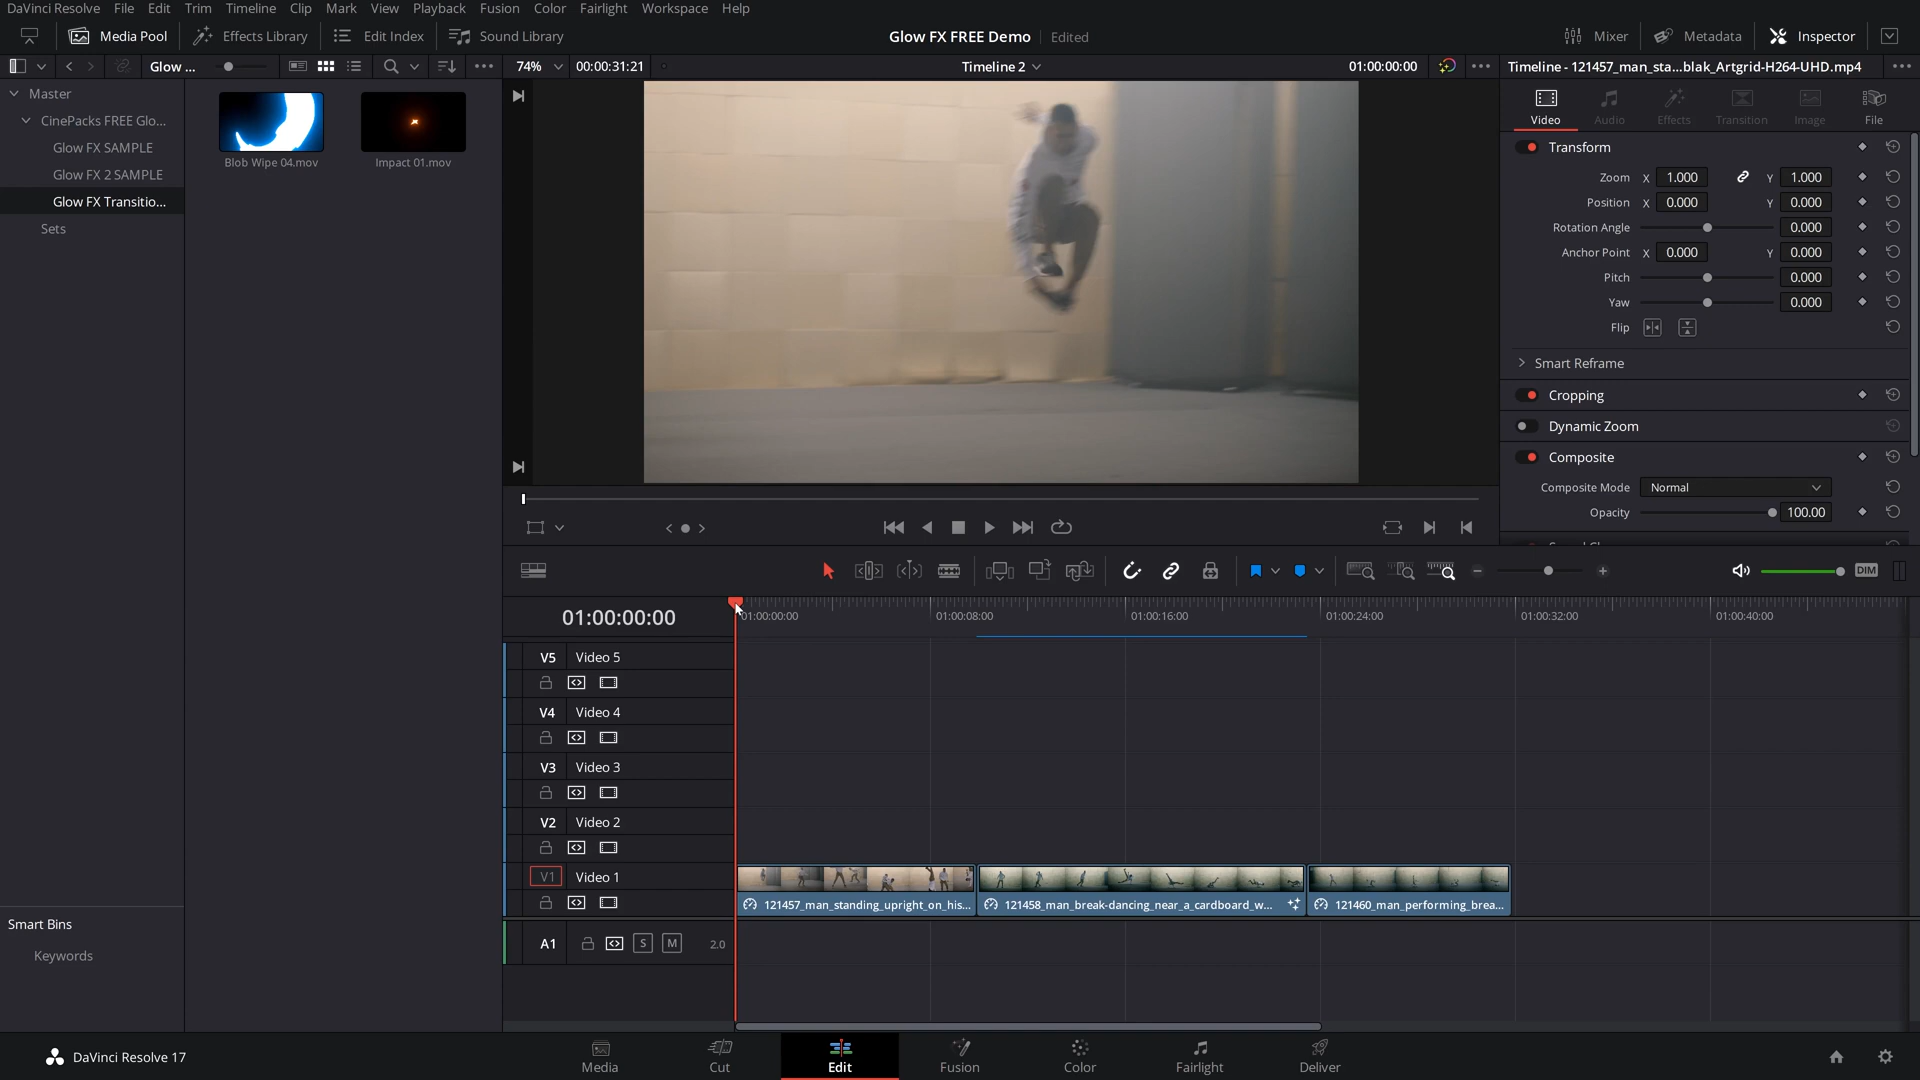 DaVinci Resolve File Edit Trim Timeline Clip Mark View Playback Fusion Color Fairlight Workspace Help
Media Pool Effects Library Edit Index Sound Library Glow FX FREE Demo Edited Mixer Metadata Inspector
Glow ... 74% 00:00:31:21 Timeline 2 01:00:00:00 Timeline - 121457_man_sta...blak_Artgrid-H264-UHD.mp4
Master
CinePacks FREE Glo...
Glow FX SAMPLE
Glow FX 2 SAMPLE
Glow FX Transitio...
Sets
Blob Wipe 04.mov Impact 01.mov
Video Audio Effects Transition Image File
Transform
Zoom X 1.000 Y 1.000
Position X 0.000 Y 0.000
Rotation Angle 0.000
Anchor Point X 0.000 Y 0.000
Pitch 0.000
Yaw 0.000
Flip
Smart Reframe
Cropping
Dynamic Zoom
Composite
Composite Mode Normal
Opacity 100.00
DIM
01:00:00:00
01:00:00:00 01:00:08:00 01:00:16:00 01:00:24:00 01:00:32:00 01:00:40:00
V5 Video 5
V4 Video 4
V3 Video 3
V2 Video 2
V1 Video 1
121457_man_standing_upright_on_his... 121458_man_break-dancing_near_a_cardboard_w... 121460_man_performing_brea...
A1 S M 2.0
Smart Bins
Keywords
DaVinci Resolve 17
Media Cut Edit Fusion Color Fairlight Deliver